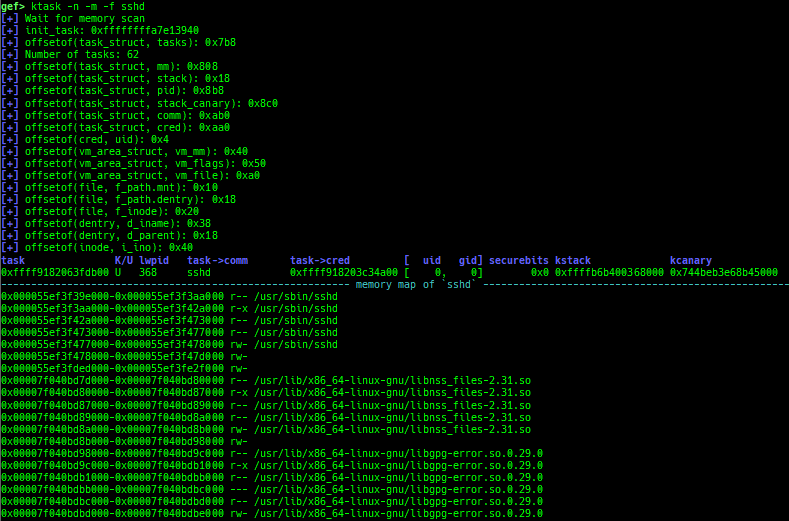 gef> ktask -n -m -f sshd
[+] Wait for memory scan
[+] init_task: 0xffffffffa7e13940
[+] offsetof(task_struct, tasks): 0x7b8
[+] Number of tasks: 62
[+] offsetof(task_struct, mm): 0x808
[+] offsetof(task_struct, stack): 0x18
[+] offsetof(task_struct, pid): 0x8b8
[+] offsetof(task_struct, stack_canary): 0x8c0
[+] offsetof(task_struct, comm): 0xab0
[+] offsetof(task_struct, cred): 0xaa0
[+] offsetof(cred, uid): 0x4
[+] offsetof(vm_area_struct, vm_mm): 0x40
[+] offsetof(vm_area_struct, vm_flags): 0x50
[+] offsetof(vm_area_struct, vm_file): 0xa0
[+] offsetof(file, f_path.mnt): 0x10
[+] offsetof(file, f_path.dentry): 0x18
[+] offsetof(file, f_inode): 0x20
[+] offsetof(dentry, d_iname): 0x38
[+] offsetof(dentry, d_parent): 0x18
[+] offsetof(inode, i_ino): 0x40
task K/U lwpid task->comm task->cred [ uid gid] securebits kstack kcanary
0xffff9182063fdb00 U 368 sshd 0xffff918203c34a00 [ 0, 0] 0x0 0xffffb6b400368000 0x744beb3e68b45000
memory map of `sshd`
0x000055ef3f39e000-0x000055ef3f3aa000 r-- /usr/sbin/sshd
0x000055ef3f3aa000-0x000055ef3f42a000 r-x /usr/sbin/sshd
0x000055ef3f42a000-0x000055ef3f473000 r-- /usr/sbin/sshd
0x000055ef3f473000-0x000055ef3f477000 r-- /usr/sbin/sshd
0x000055ef3f477000-0x000055ef3f478000 rw- /usr/sbin/sshd
0x000055ef3f478000-0x000055ef3f47d000 rw-
0x000055ef3fded000-0x000055ef3fe2f000 rw-
0x00007f040bd7d000-0x00007f040bd80000 r-- /usr/lib/x86_64-linux-gnu/libnss_files-2.31.so
0x00007f040bd80000-0x00007f040bd87000 r-x /usr/lib/x86_64-linux-gnu/libnss_files-2.31.so
0x00007f040bd87000-0x00007f040bd89000 r-- /usr/lib/x86_64-linux-gnu/libnss_files-2.31.so
0x00007f040bd89000-0x00007f040bd8a000 r-- /usr/lib/x86_64-linux-gnu/libnss_files-2.31.so
0x00007f040bd8a000-0x00007f040bd8b000 rw- /usr/lib/x86_64-linux-gnu/libnss_files-2.31.so
0x00007f040bd8b000-0x00007f040bd98000 rw-
0x00007f040bd98000-0x00007f040bd9c000 r-- /usr/lib/x86_64-linux-gnu/libgpg-error.so.0.29.0
0x00007f040bd9c000-0x00007f040bdb1000 r-x /usr/lib/x86_64-linux-gnu/libgpg-error.so.0.29.0
0x00007f040bdb1000-0x00007f040bdbb000 r-- /usr/lib/x86_64-linux-gnu/libgpg-error.so.0.29.0
0x00007f040bdbb000-0x00007f040bdbc000 --- /usr/lib/x86_64-linux-gnu/libgpg-error.so.0.29.0
0x00007f040bdbc000-0x00007f040bdbd000 r-- /usr/lib/x86_64-linux-gnu/libgpg-error.so.0.29.0
0x00007f040bdbd000-0x00007f040bdbe000 rw- /usr/lib/x86_64-linux-gnu/libgpg-error.so.0.29.0